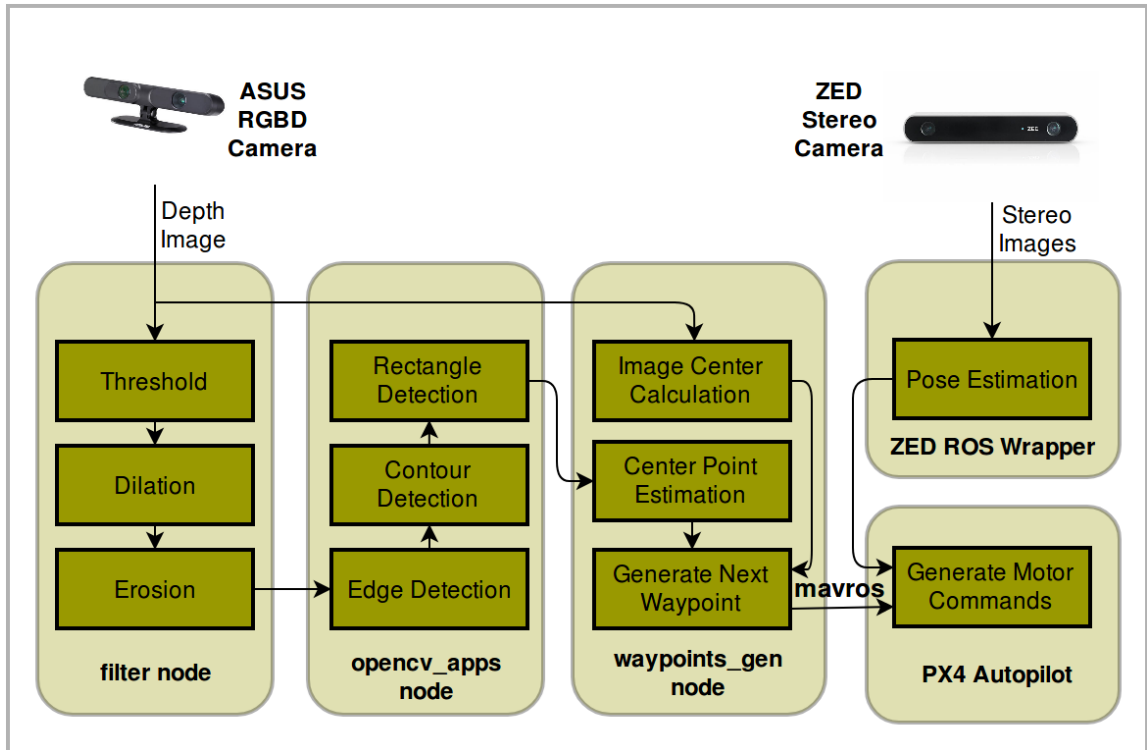 ASUS
RGBD
Camera
ZED
Stereo
Camera
ZED
Depth
Image
Stereo
Images
Threshold
Dilation
Erosion
filter node
Rectangle
Detection
Contour
Detection
Edge Detection
opencv_apps
node
Image Center
Calculation
Center Point
Estimation
Generate Next
Waypoint
waypoints_gen
node
mavros
Pose Estimation
ZED ROS Wrapper
Generate Motor
Commands
PX4 Autopilot